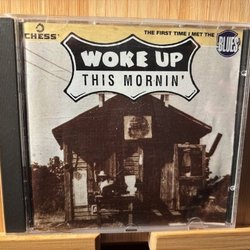 CHESS
THE FIRST TIME I MET THE
BLUES
WOKE UP
THIS MORNIN'